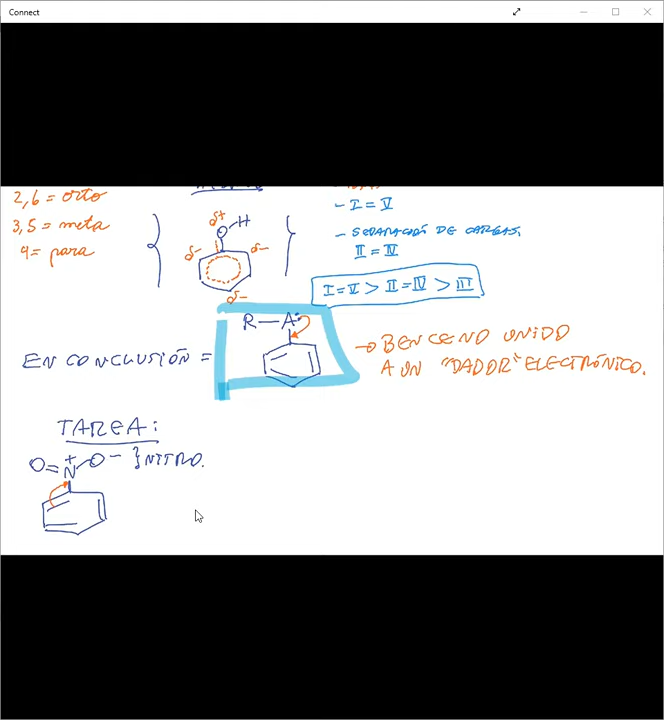 Connect
2,6 = orto
3,5 = meta
4 = para
δ+
O-H
δ- δ-
δ-
- I = V
- SEPARACIÓN DE CARGAS.
II = IV
I = V > II = IV > III
EN CONCLUSIÓN =
R — A:
→ BENCENO UNIDO
A UN "DADOR" ELECTRÓNICO.
TAREA:
O=N+-O- } NITRO.